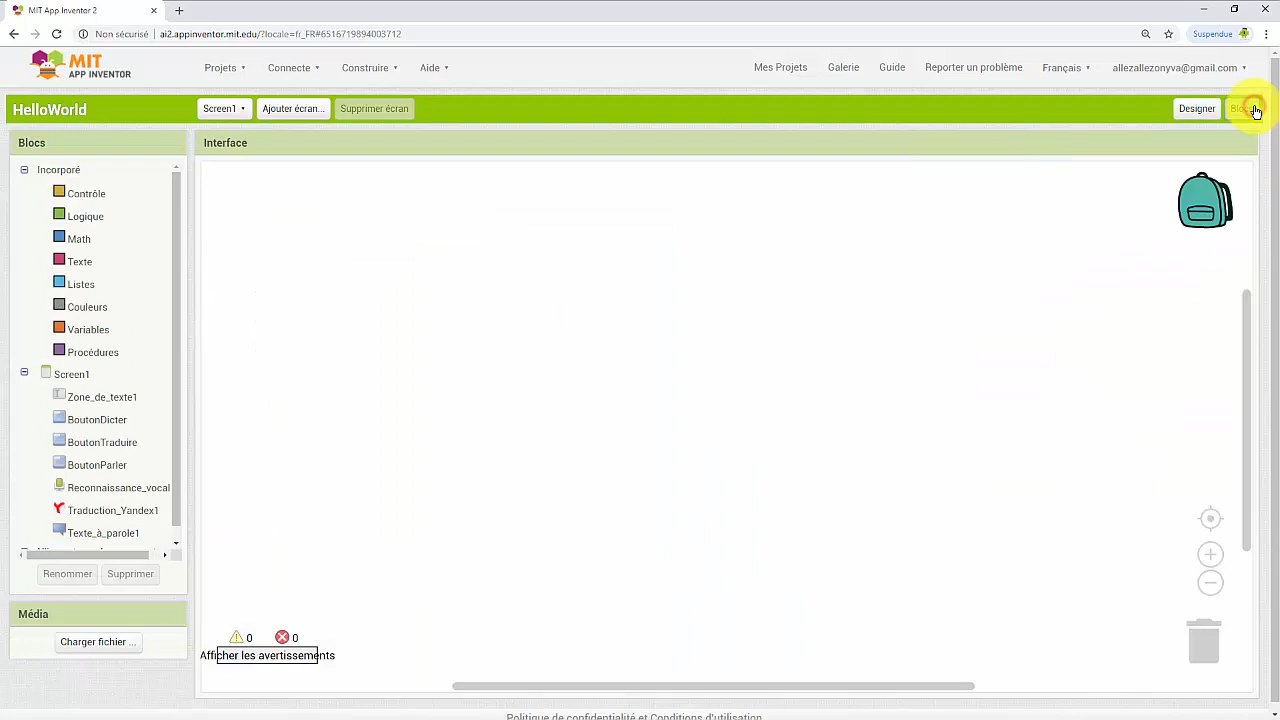 MIT App Inventor 2
Non sécurisé
ai2.appinventor.mit.edu/?locale=fr_FR#6516719894003712
Suspendue
MIT
APP INVENTOR
Projets
Connecte
Construire
Aide
Mes Projets
Galerie
Guide
Reporter un problème
Français
allezallezonyva@gmail.com
HelloWorld
Screen1
Ajouter écran...
Supprimer écran
Designer
Blocs
Blocs
Interface
Incorporé
Contrôle
Logique
Math
Texte
Listes
Couleurs
Variables
Procédures
Screen1
Zone_de_texte1
BoutonDicter
BoutonTraduire
BoutonParler
Reconnaissance_vocal
Traduction_Yandex1
Texte_à_parole1
Renommer
Supprimer
Média
Charger fichier ...
0
0
Afficher les avertissements
Politique de confidentialité et Conditions d'utilisation